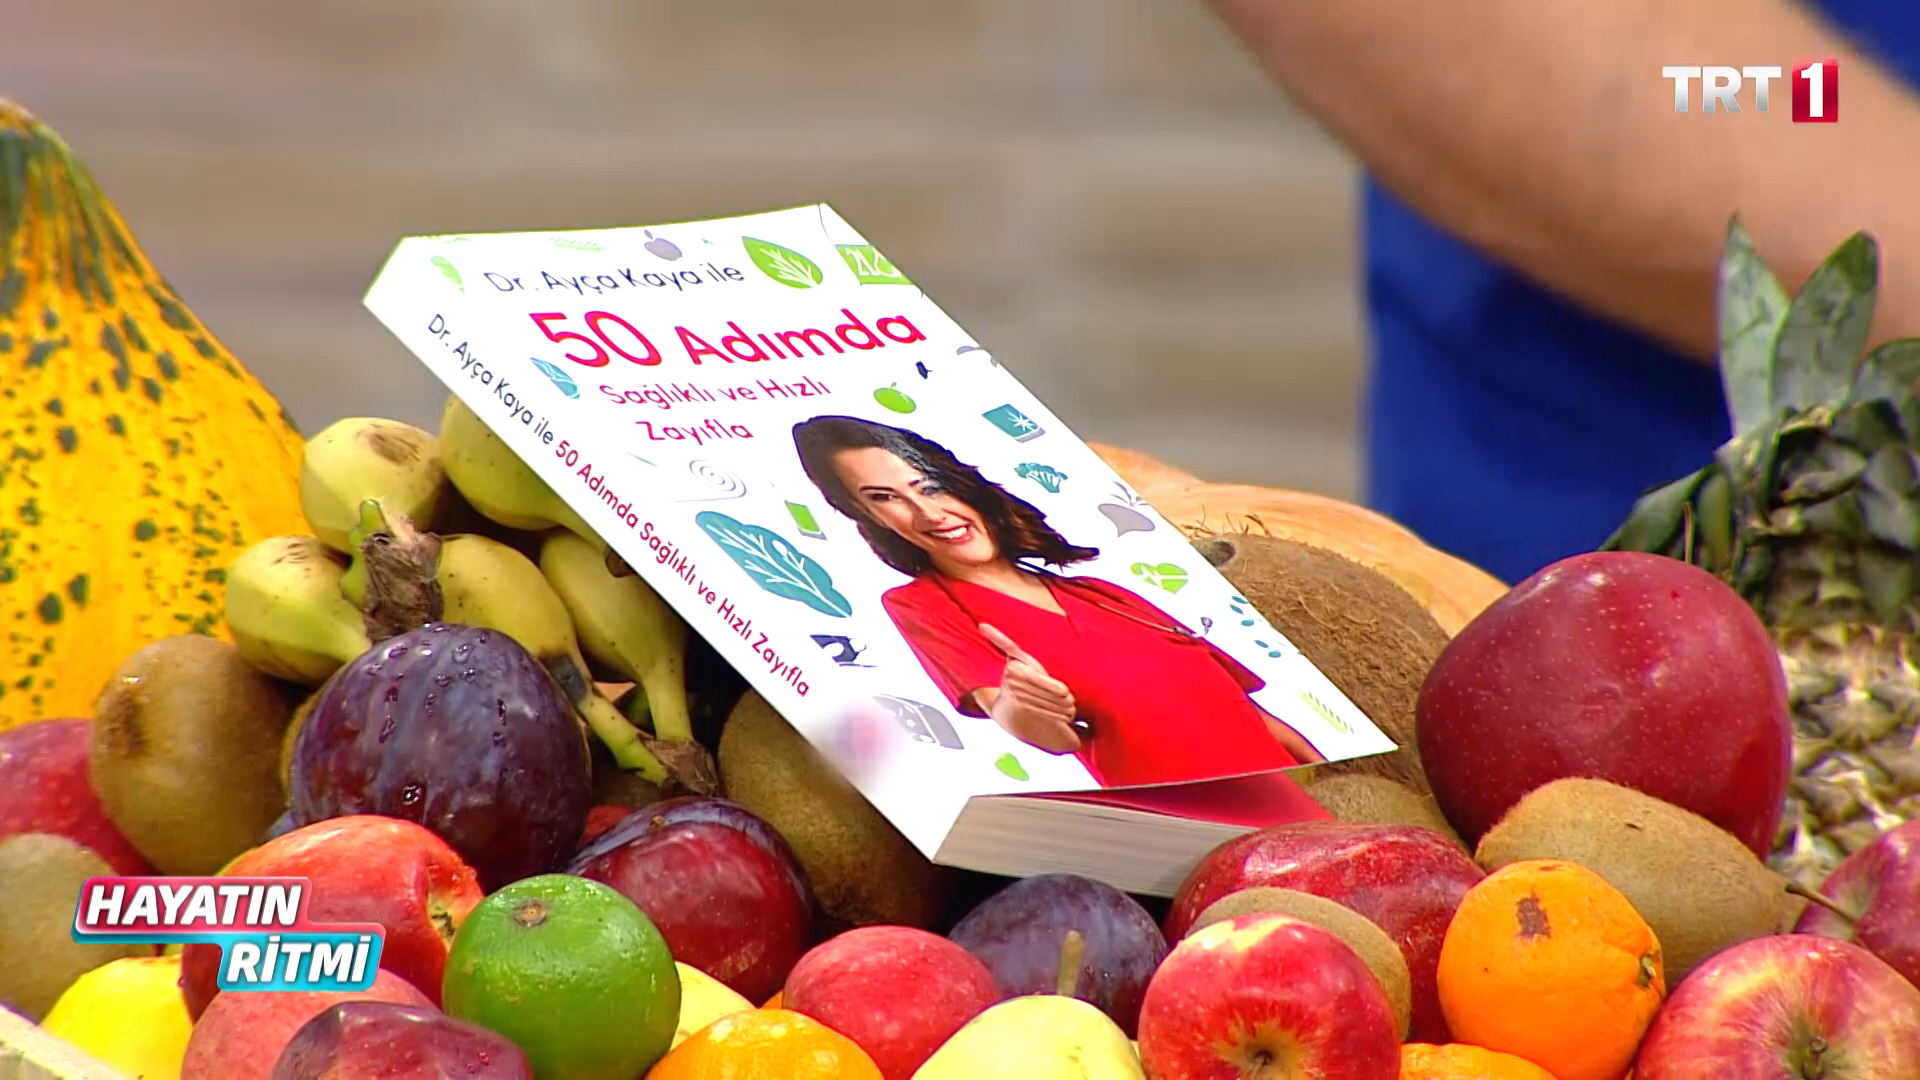 TRT 1
Dr. Ayça Kaya ile
50 Adımda
Sağlıklı ve Hızlı
Zayıfla
Dr. Ayça Kaya ile 50 Adımda Sağlıklı ve Hızlı Zayıfla
HAYATIN
RİTMİ